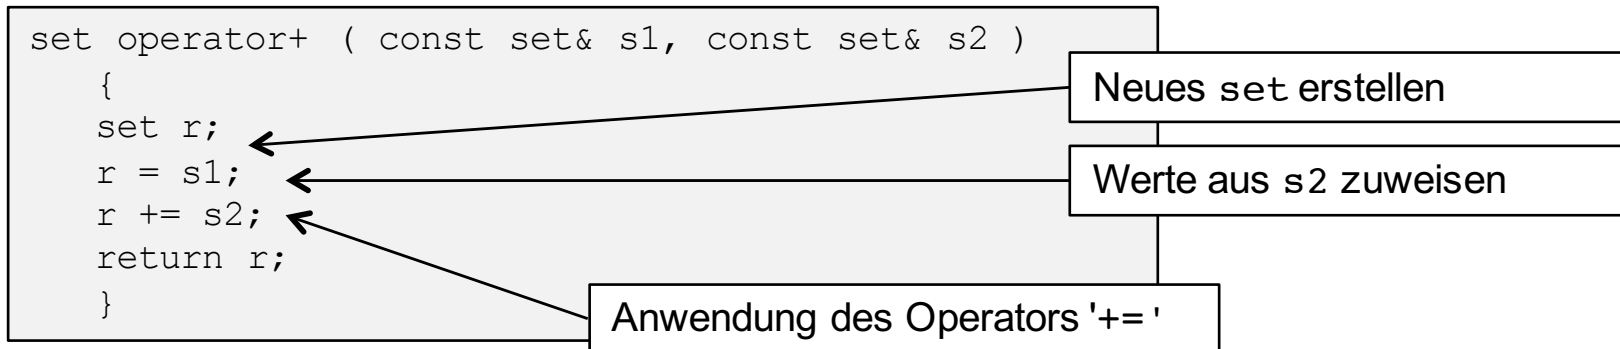 set operator+ ( const set& s1, const set& s2 )
{
set r;
r = s1;
r += s2;
return r;
}
Neues set erstellen
Werte aus s2 zuweisen
Anwendung des Operators '+= '